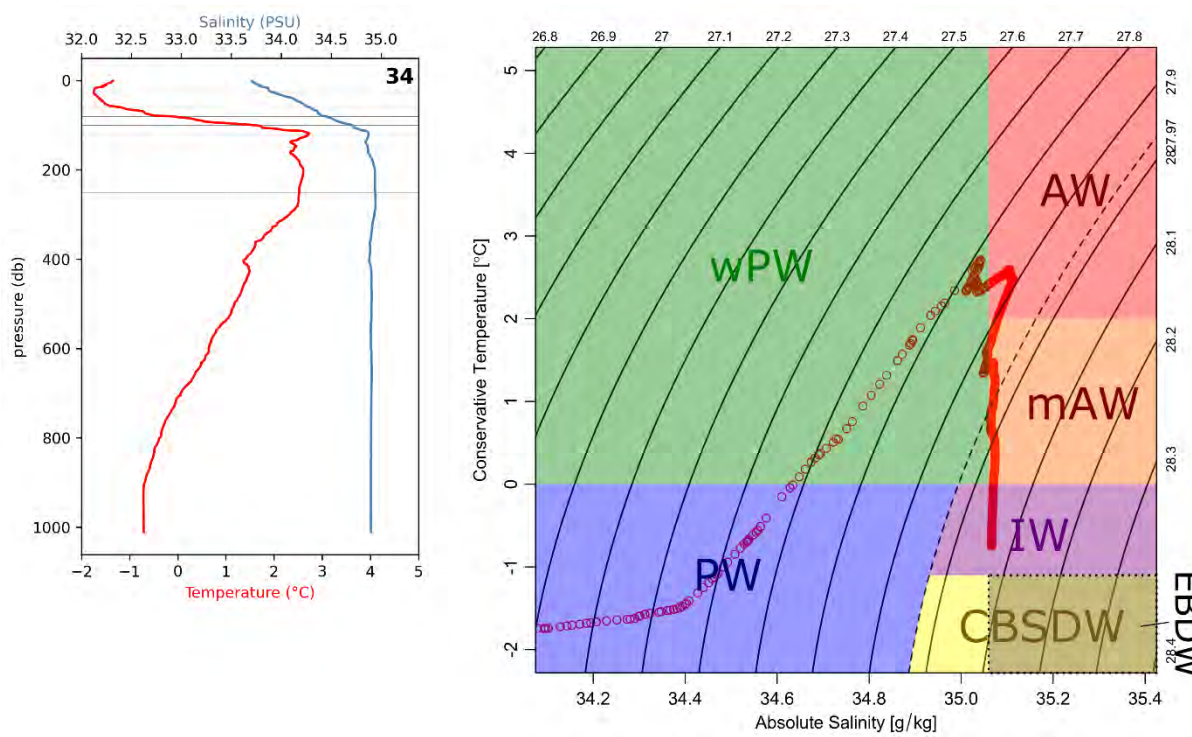 Salinity (PSU)
32.0 32.5 33.0 33.5 34.0 34.5 35.0
34
0
200
400
600
800
1000
pressure (db)
−2 −1 0 1 2 3 4 5
Temperature (°C)
26.8 26.9 27 27.1 27.2 27.3 27.4 27.5 27.6 27.7 27.8
27.9
27.97
28
28.1
28.2
28.3
28.4
5
4
3
2
1
0
-1
-2
Conservative Temperature [°C]
AW
wPW
mAW
IW
PW
CBSDW
EBDW
34.2 34.4 34.6 34.8 35.0 35.2 35.4
Absolute Salinity [g/kg]